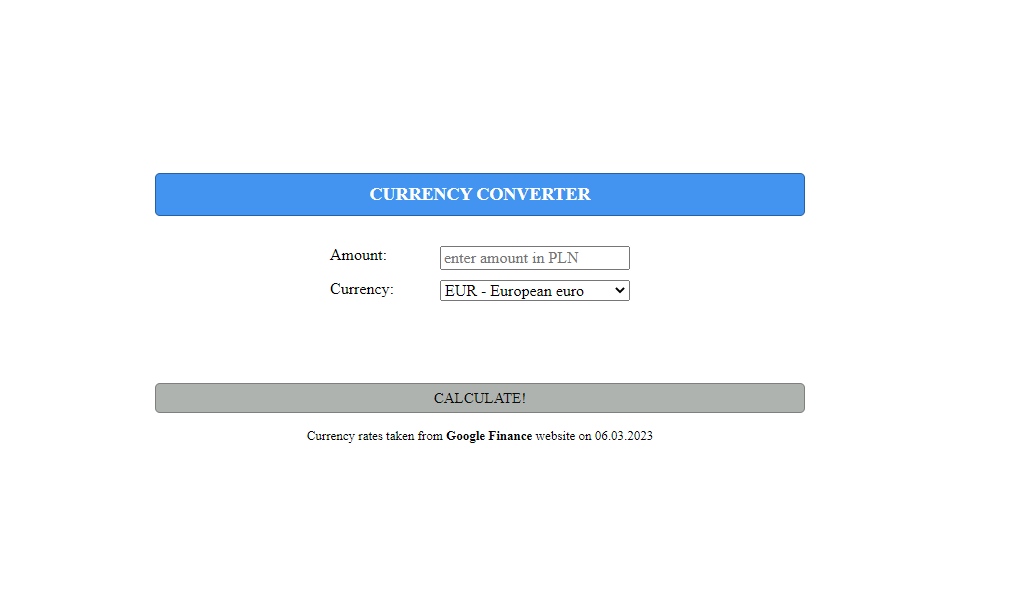 CURRENCY CONVERTER
Amount: enter amount in PLN
Currency: EUR - European euro
CALCULATE!
Currency rates taken from Google Finance website on 06.03.2023